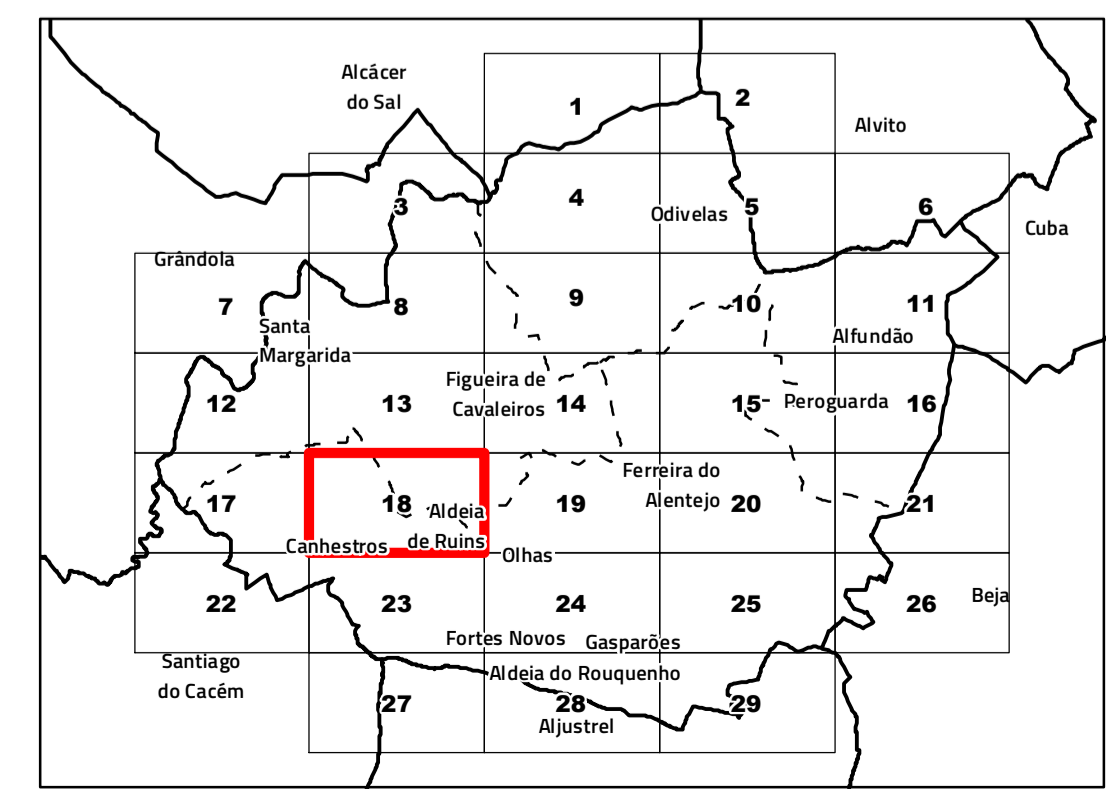 Alcácer
do Sal
1
2
Alvito
3
4
Odivelas
5
6
Cuba
Grândola
7
Santa
Margarida
8
9
10
11
Alfundão
12
13
Figueira de
Cavaleiros
14
15
Peroguarda
16
17
18
Aldeia
de Ruins
Canhestros
19
Olhas
Ferreira do
Alentejo
20
21
22
23
24
25
26
Beja
Fortes Novos
Gasparões
Santiago
do Cacém
Aldeia do Rouquenho
27
28
29
Aljustrel